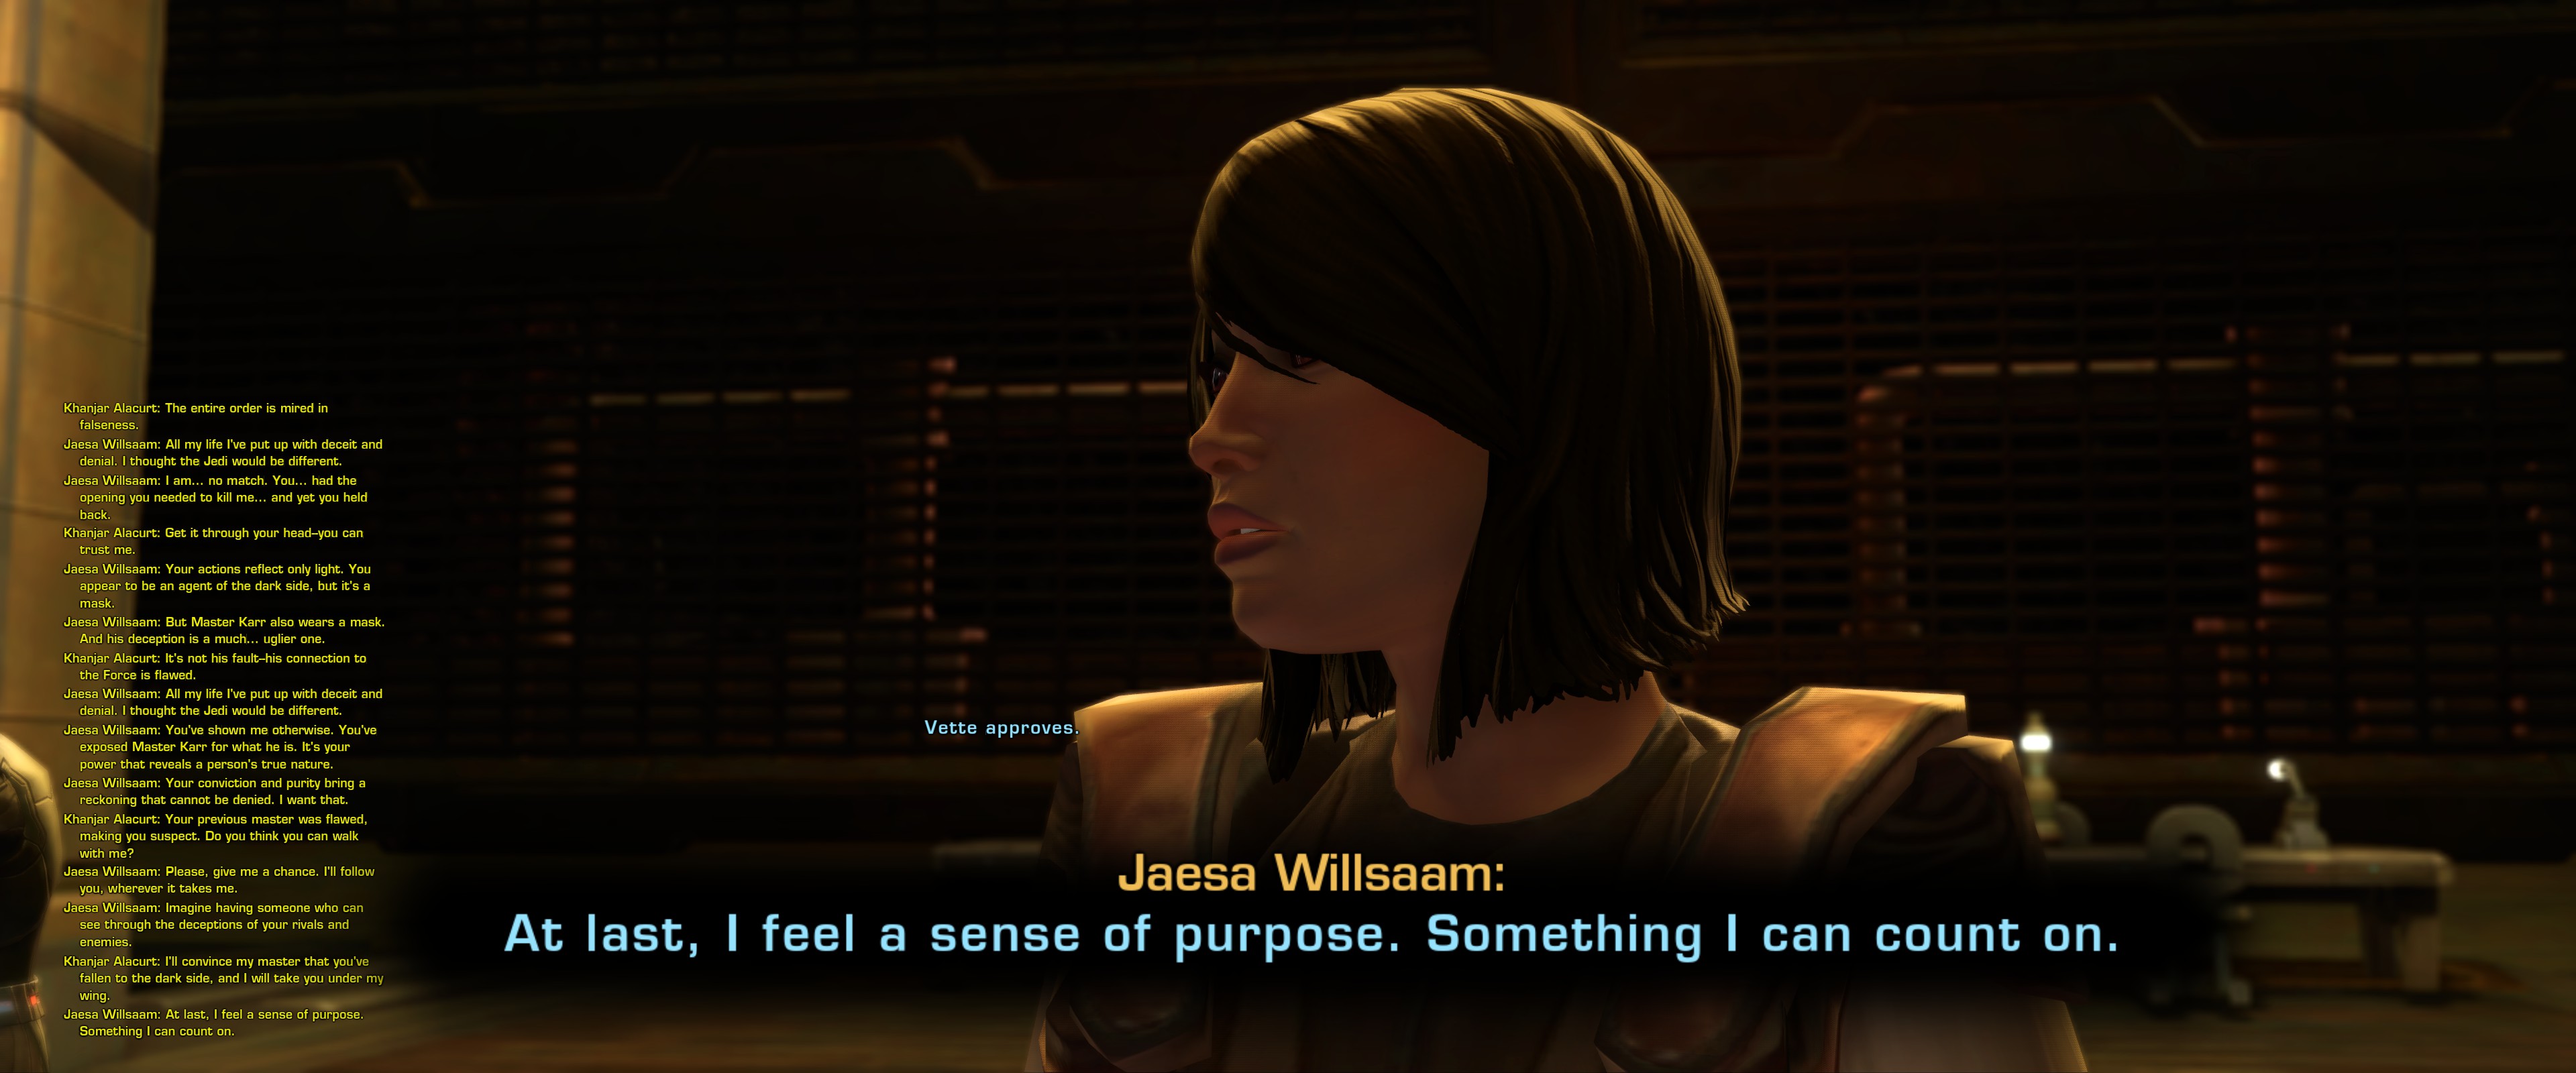 Khanjar Alacurt: The entire order is mired in
falseness.
Jaesa Willsaam: All my life I've put up with deceit and
denial. I thought the Jedi would be different.
Jaesa Willsaam: I am... no match. You... had the
opening you needed to kill me... and yet you held
back.
Khanjar Alacurt: Get it through your head–you can
trust me.
Jaesa Willsaam: Your actions reflect only light. You
appear to be an agent of the dark side, but it's a
mask.
Jaesa Willsaam: But Master Karr also wears a mask.
And his deception is a much... uglier one.
Khanjar Alacurt: It's not his fault–his connection to
the Force is flawed.
Jaesa Willsaam: All my life I've put up with deceit and
denial. I thought the Jedi would be different.
Jaesa Willsaam: You've shown me otherwise. You've
exposed Master Karr for what he is. It's your
power that reveals a person's true nature.
Jaesa Willsaam: Your conviction and purity bring a
reckoning that cannot be denied. I want that.
Khanjar Alacurt: Your previous master was flawed,
making you suspect. Do you think you can walk
with me?
Jaesa Willsaam: Please, give me a chance. I'll follow
you, wherever it takes me.
Jaesa Willsaam: Imagine having someone who can
see through the deceptions of your rivals and
enemies.
Khanjar Alacurt: I'll convince my master that you've
fallen to the dark side, and I will take you under my
wing.
Jaesa Willsaam: At last, I feel a sense of purpose.
Something I can count on.
Vette approves.
Jaesa Willsaam:
At last, I feel a sense of purpose. Something I can count on.